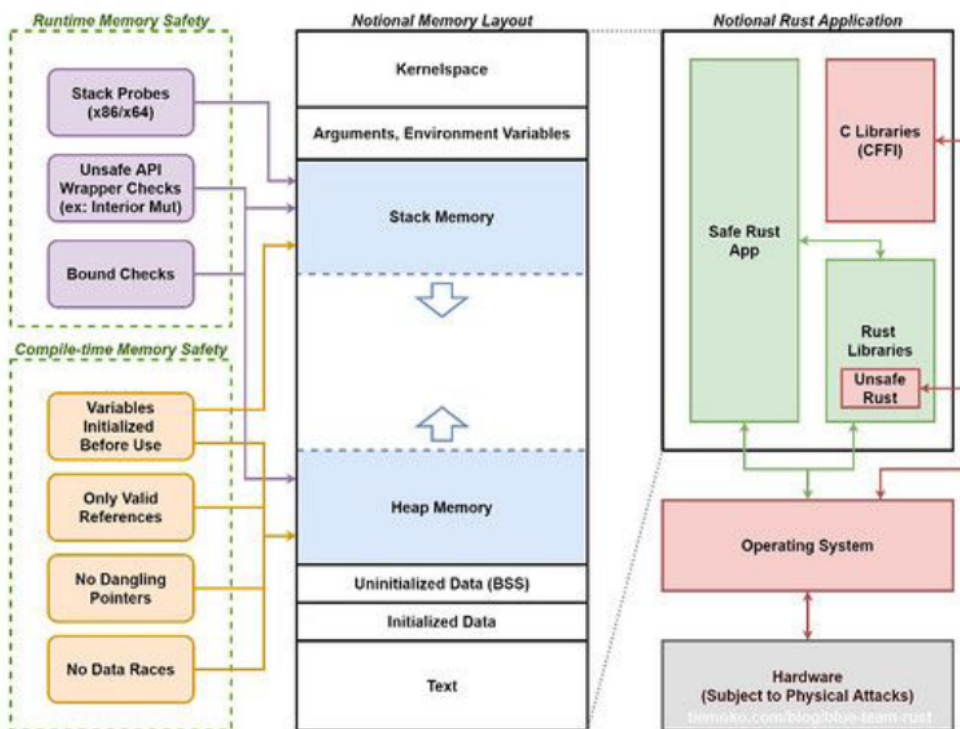 Runtime Memory Safety
Stack Probes
(x86/x64)
Unsafe API
Wrapper Checks
(ex: Interior Mut)
Bound Checks
Compile-time Memory Safety
Variables
Initialized
Before Use
Only Valid
References
No Dangling
Pointers
No Data Races
Notional Memory Layout
Kernelspace
Arguments, Environment Variables
Stack Memory
Heap Memory
Uninitialized Data (BSS)
Initialized Data
Text
Notional Rust Application
Safe Rust
App
C Libraries
(CFFI)
Rust
Libraries
Unsafe
Rust
Operating System
Hardware
(Subject to Physical Attacks)
tiemoko.com/blog/blue-team-rust